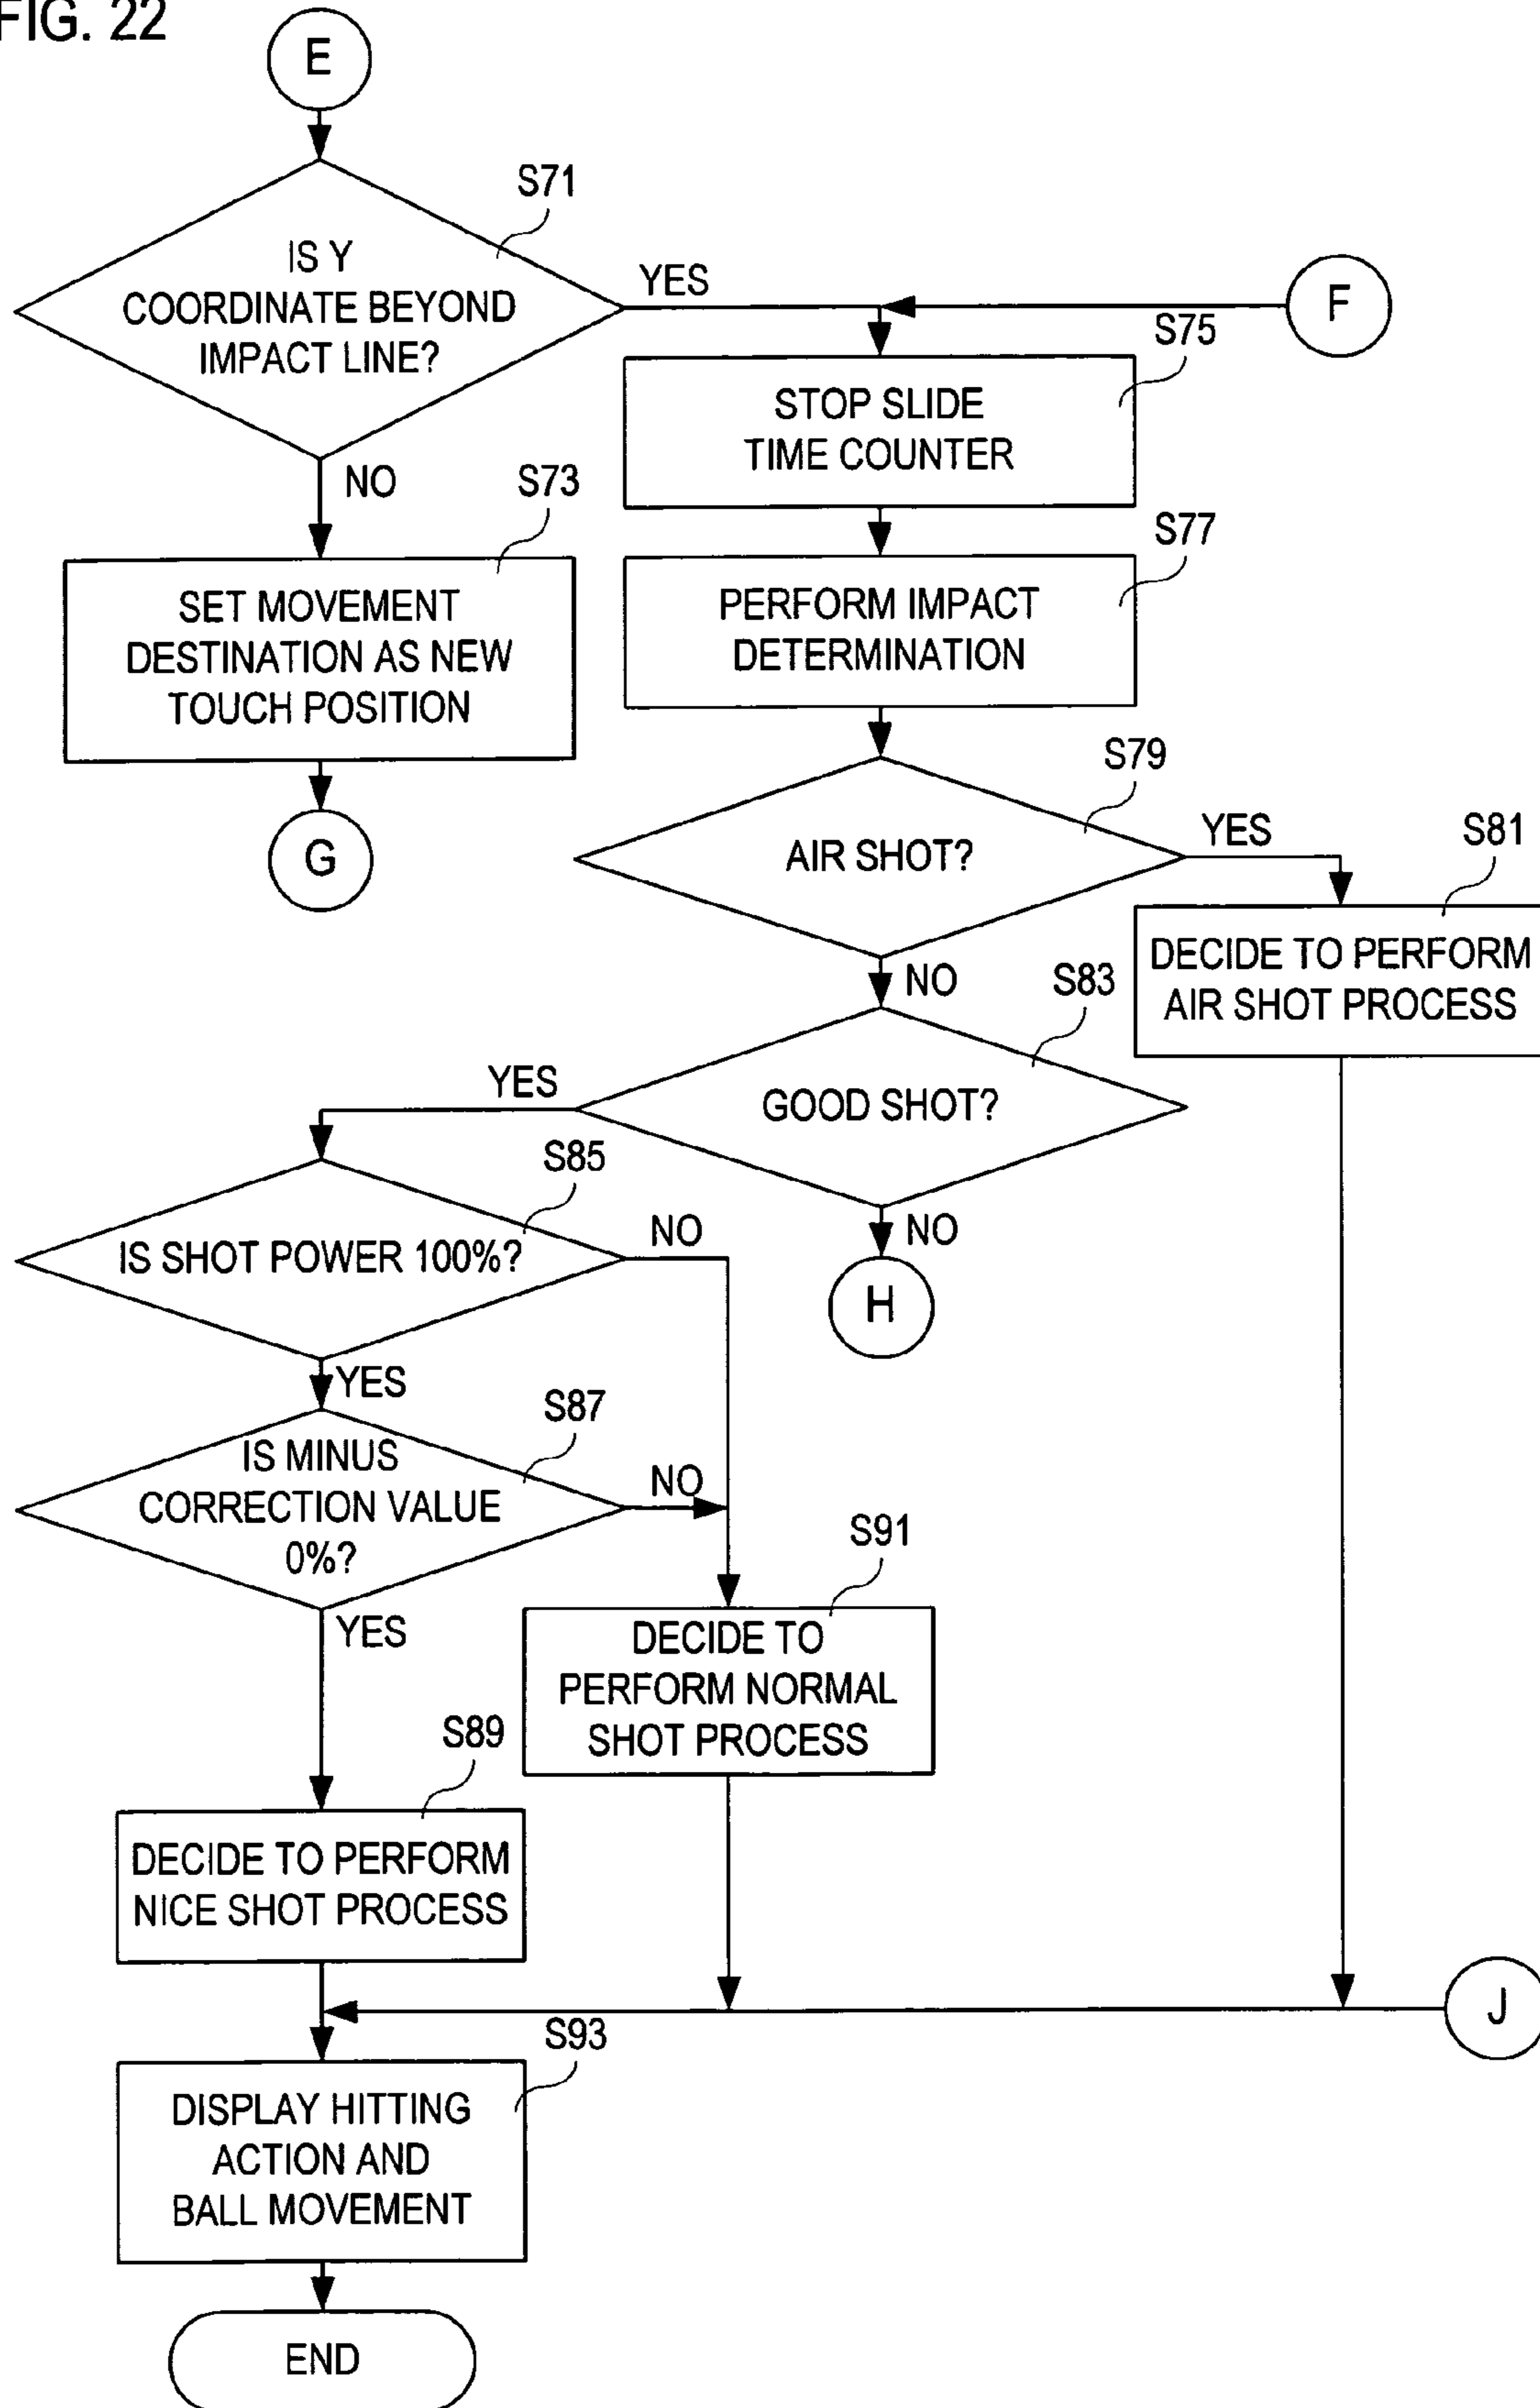 FIG. 22
E
S71
IS Y
COORDINATE BEYOND
IMPACT LINE?
YES
F
NO
S73
SET MOVEMENT
DESTINATION AS NEW
TOUCH POSITION
G
S75
STOP SLIDE
TIME COUNTER
S77
PERFORM IMPACT
DETERMINATION
S79
AIR SHOT?
YES
S81
DECIDE TO PERFORM
AIR SHOT PROCESS
NO
S83
GOOD SHOT?
YES
NO
H
S85
IS SHOT POWER 100%?
NO
YES
S87
IS MINUS
CORRECTION VALUE
0%?
NO
YES
S91
DECIDE TO
PERFORM NORMAL
SHOT PROCESS
S89
DECIDE TO PERFORM
NICE SHOT PROCESS
J
S93
DISPLAY HITTING
ACTION AND
BALL MOVEMENT
END